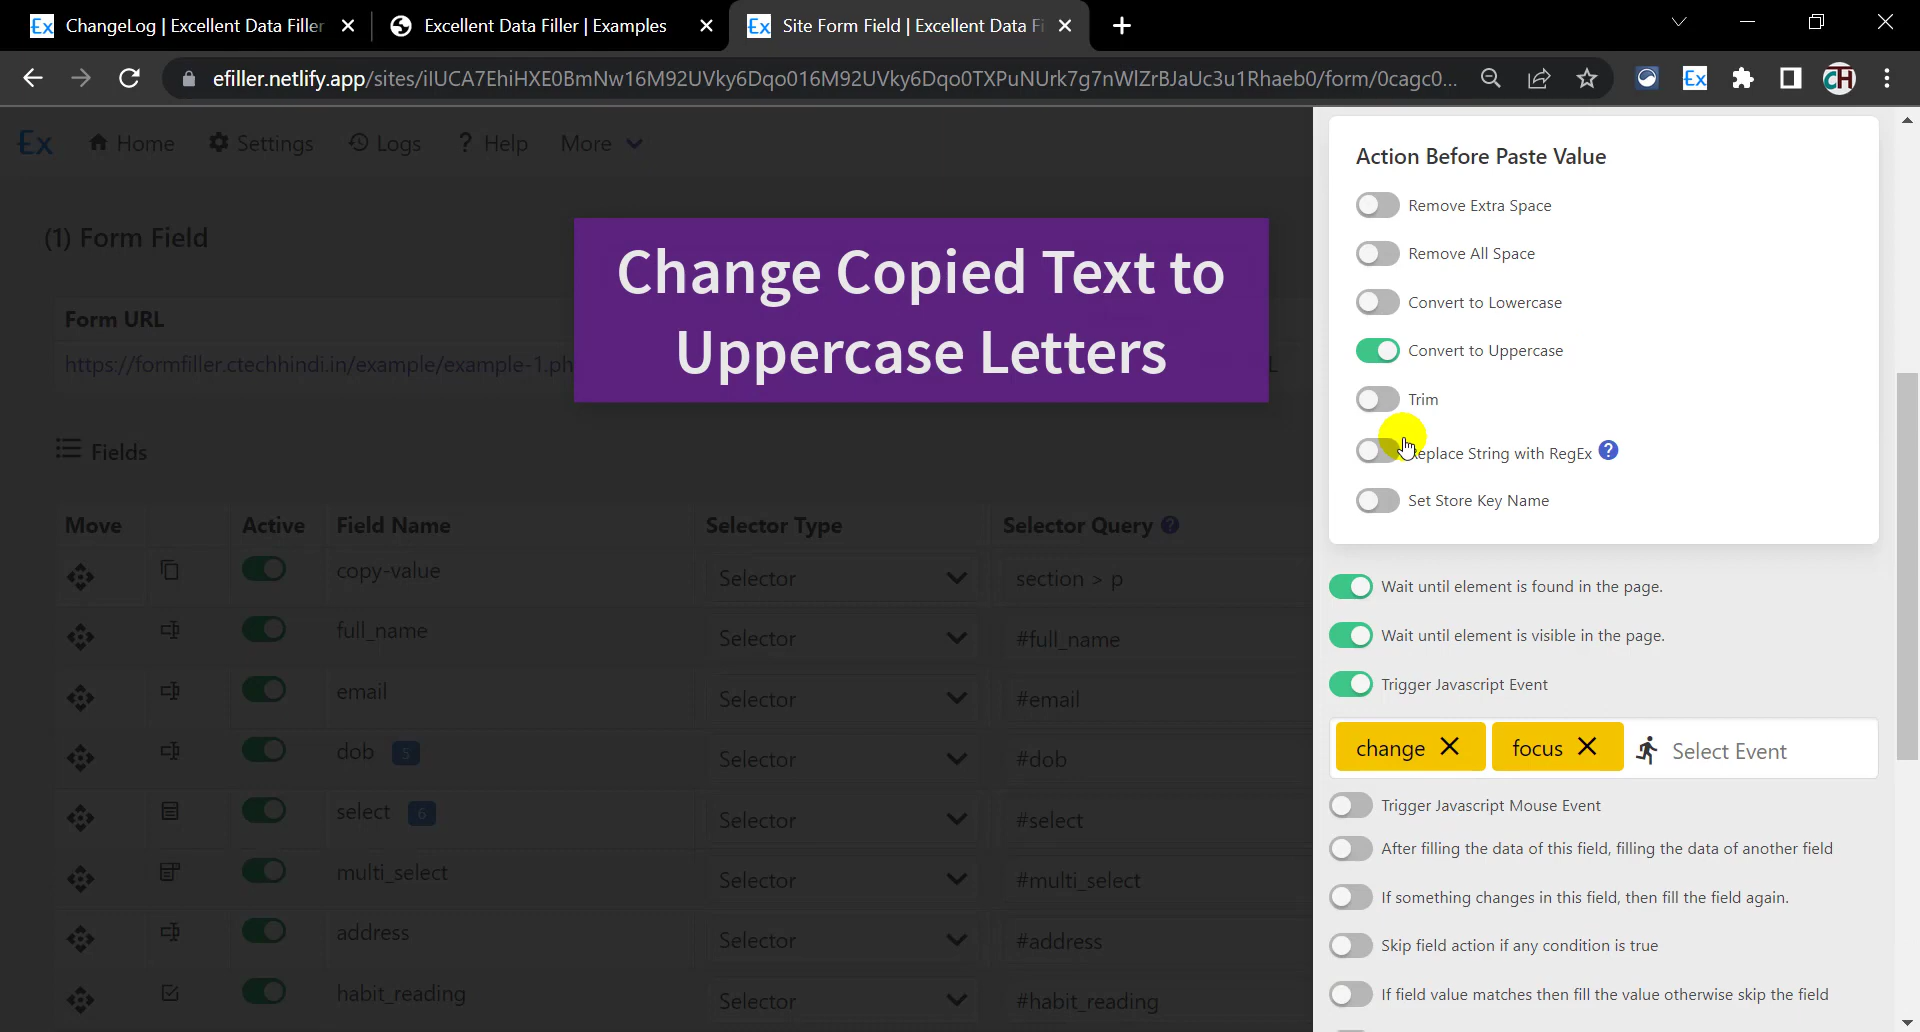 ChangeLog | Excellent Data Filler
Excellent Data Filler | Examples
Site Form Field | Excellent Data Fi
efiller.netlify.app/sites/iIUCA7EhiHXE0BmNw16M92UVky6Dqo016M92UVky6Dqo0TXPuNUrk7g7nWIZrBJaUc3u1Rhaeb0/form/0cagc0...
Ex
Home
Settings
Logs
Help
More
(1) Form Field
Form URL
https://formfiller.ctechhindi.in/example/example-1.ph
Change Copied Text to
Uppercase Letters
Fields
Move Active Field Name Selector Type Selector Query ?
copy-value Selector section > p
full_name Selector #full_name
email Selector #email
dob 5 Selector #dob
select 6 Selector #select
multi_select Selector #multi_select
address Selector #address
habit_reading Selector #habit_reading
Action Before Paste Value
Remove Extra Space
Remove All Space
Convert to Lowercase
Convert to Uppercase
Trim
eplace String with RegEx ?
Set Store Key Name
Wait until element is found in the page.
Wait until element is visible in the page.
Trigger Javascript Event
change focus Select Event
Trigger Javascript Mouse Event
After filling the data of this field, filling the data of another field
If something changes in this field, then fill the field again.
Skip field action if any condition is true
If field value matches then fill the value otherwise skip the field